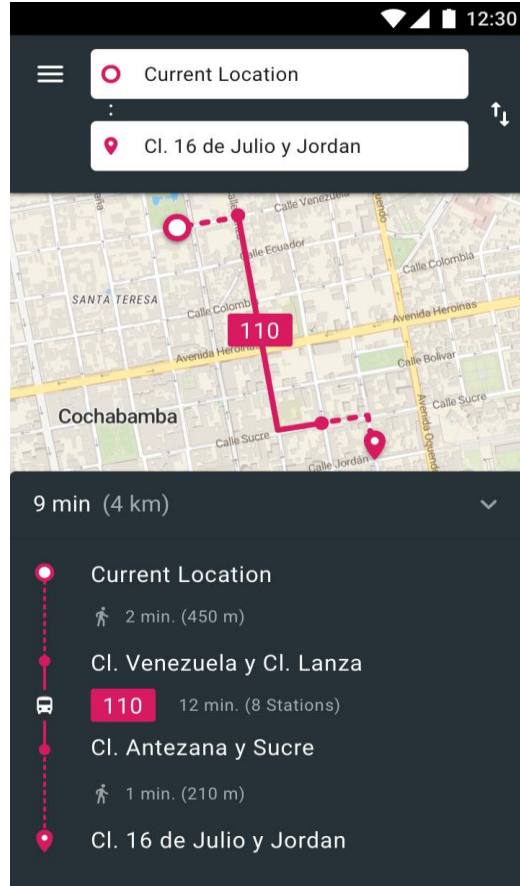 12:30
Current Location
Cl. 16 de Julio y Jordan
Calle Venezuela
Calle Ecuador
Calle Colombia
SANTA TERESA
Calle Colombia
Avenida Heroinas
110
Avenida Heroinas
Calle Bolivar
Calle Sucre
Cochabamba
Avenida Oquendo
Calle Sucre
Calle Jordán
9 min (4 km)
Current Location
2 min. (450 m)
Cl. Venezuela y Cl. Lanza
110 12 min. (8 Stations)
Cl. Antezana y Sucre
1 min. (210 m)
Cl. 16 de Julio y Jordan